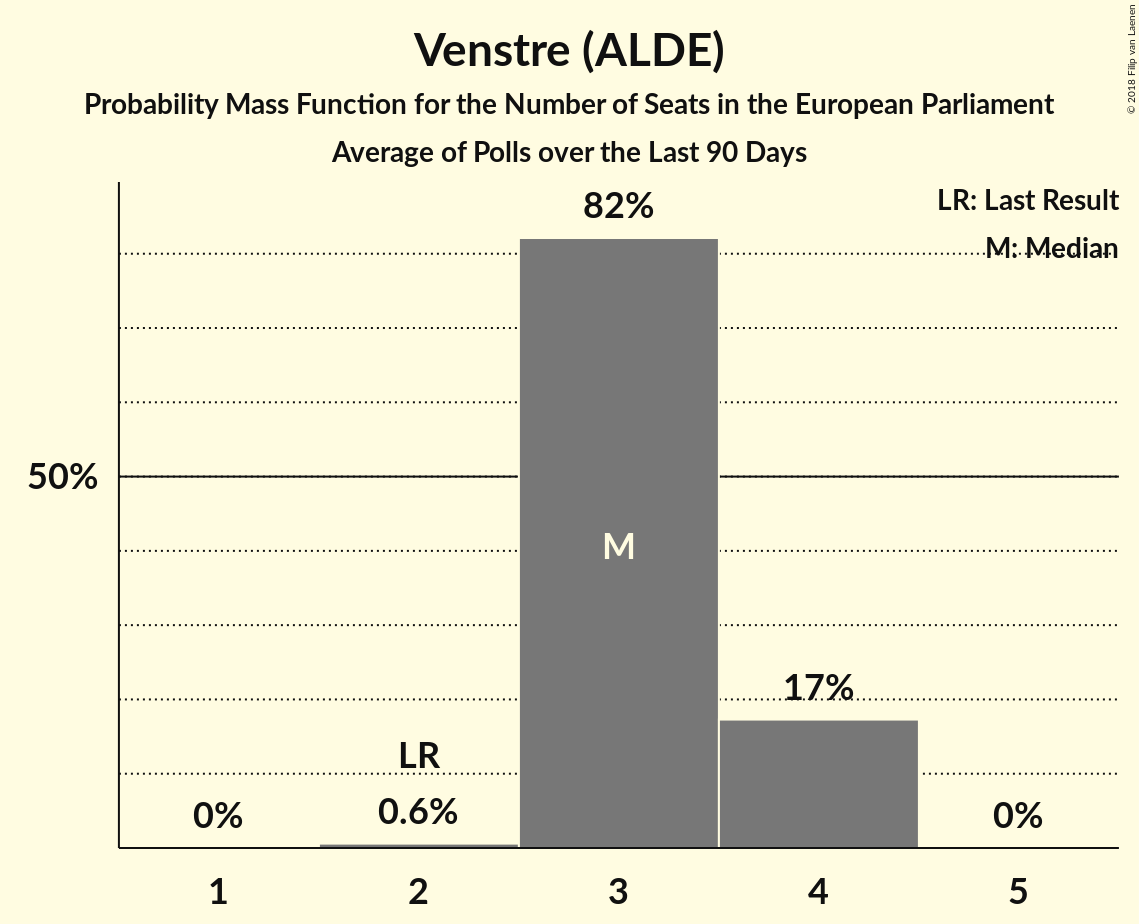 Venstre (ALDE)
Probability Mass Function for the Number of Seats in the European Parliament
Average of Polls over the Last 90 Days
© 2018 Filip van Laenen
LR: Last Result
M: Median
82%
50%
M
17%
LR
0% 0.6% 0%
1 2 3 4 5